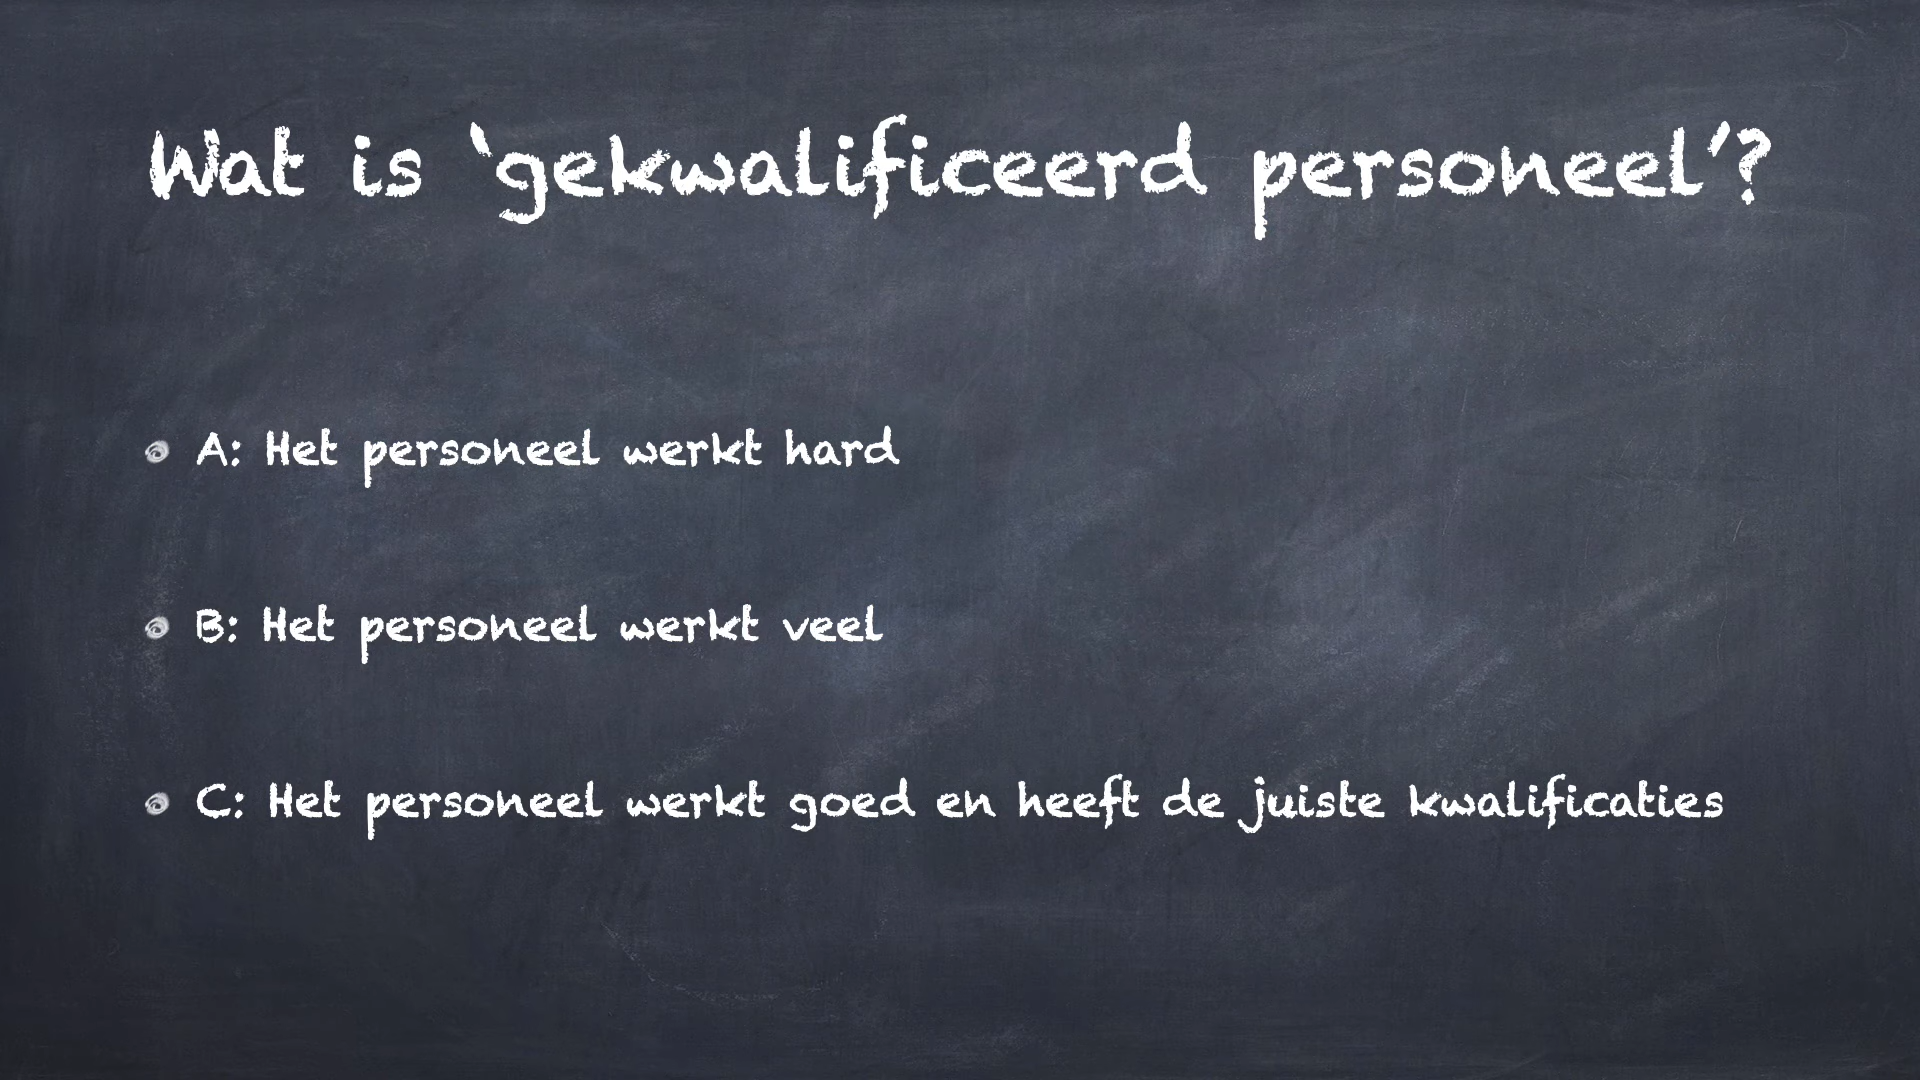 Wat is ‘gekwalificeerd personeel’?
A: Het personeel werkt hard
B: Het personeel werkt veel
C: Het personeel werkt goed en heeft de juiste kwalificaties